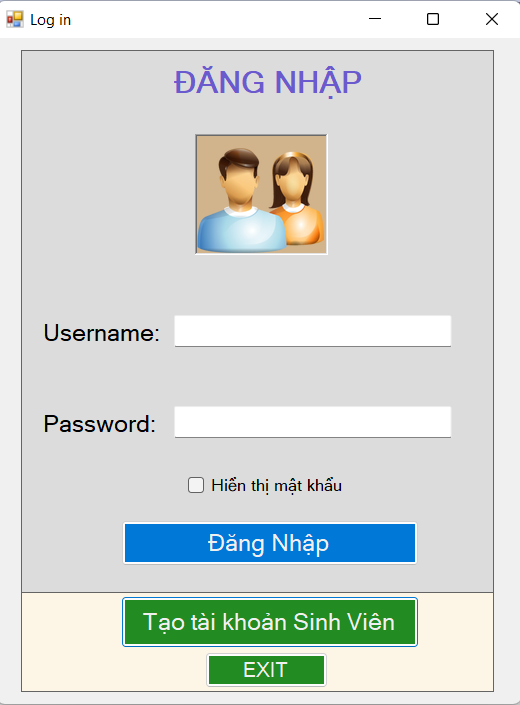 Log in
ĐĂNG NHẬP
Username:
Password:
Hiển thị mật khẩu
Đăng Nhập
Tạo tài khoản Sinh Viên
EXIT